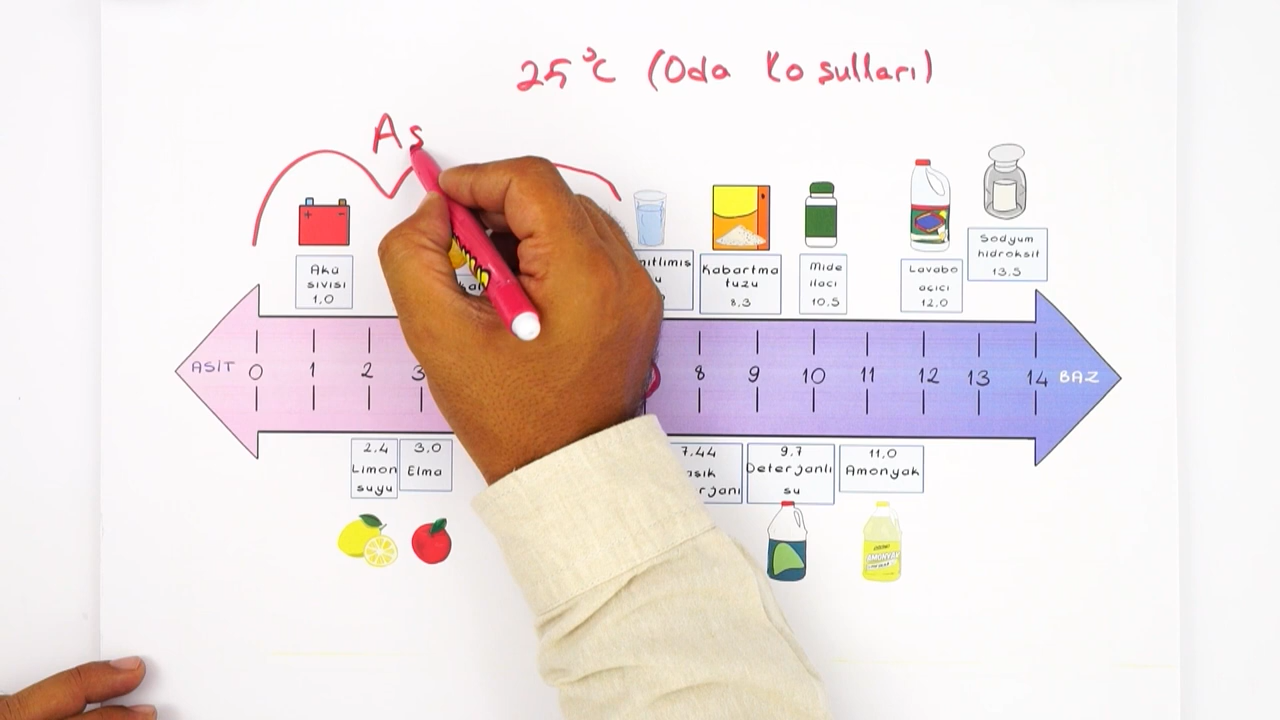 25°C (Oda Koşulları)
As
Akü
sıvısı
1.0
Kabartma
tuzu
8.3
Mide
ilacı
10.5
Lavabo
açıcı
12.0
Sodyum
hidroksit
13.5
ASİT 0 1 2 3 8 9 10 11 12 13 14 BAZ
2.4
Limon
suyu
3.0
Elma
7.44
9.7
Deterjanlı
su
11.0
Amonyak
AMONYAK